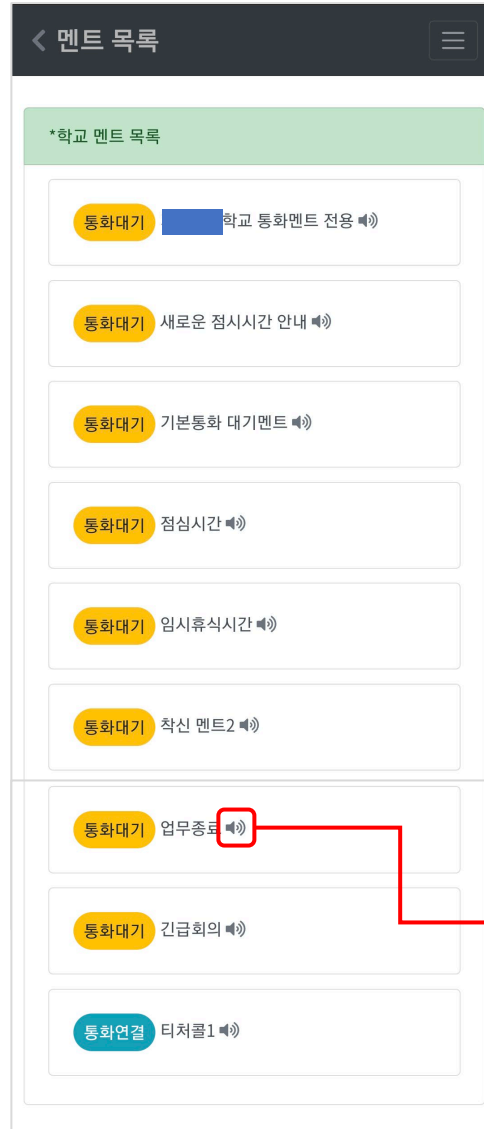 멘트 목록
*학교 멘트 목록
통화대기 학교 통화멘트 전용
통화대기 새로운 점시시간 안내
통화대기 기본통화 대기멘트
통화대기 점심시간
통화대기 임시휴식시간
통화대기 착신 멘트2
통화대기 업무종료
통화대기 긴급회의
통화연결 티처콜1